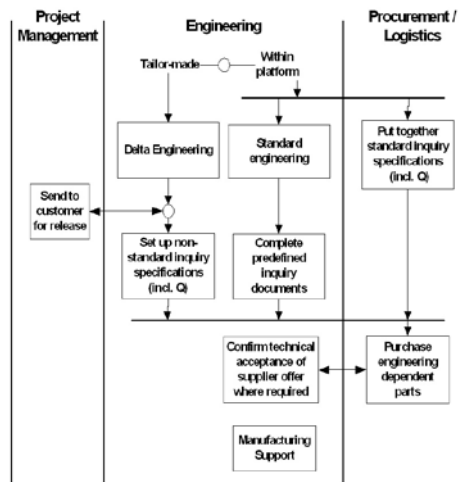 Project
Management
Engineering
Procurement /
Logistics
Tailor-made
Within
platform
Delta Engineering
Standard
engineering
Put together
standard inquiry
specifications
(incl. Q)
Send to
customer
for release
Set up non-
standard inquiry
specifications
(incl. Q)
Complete
predefined
inquiry
documents
Confirm technical
acceptance of
supplier offer
where required
Purchase
engineering
dependent
parts
Manufacturing
Support